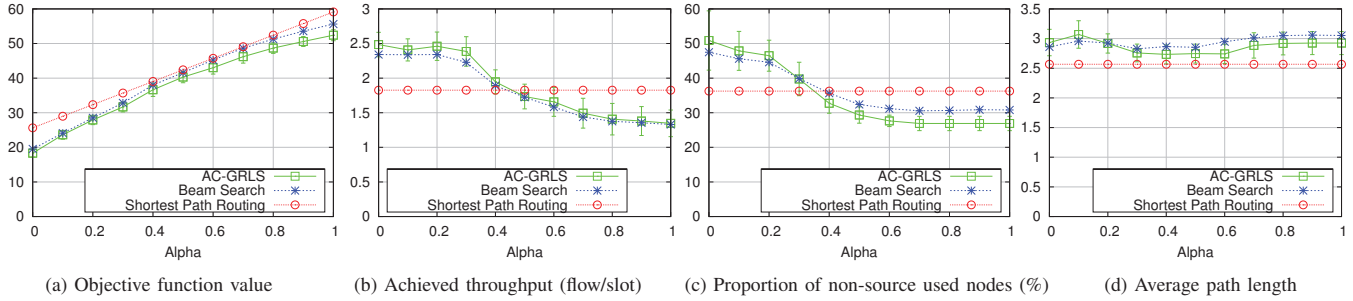 60
50
40
30
20
10
0
AC-GRLS
Beam Search
Shortest Path Routing
0 0.2 0.4 0.6 0.8 1
Alpha
(a) Objective function value
3
2.5
2
1.5
1
0.5
0
AC-GRLS
Beam Search
Shortest Path Routing
0 0.2 0.4 0.6 0.8 1
Alpha
(b) Achieved throughput (flow/slot)
60
50
40
30
20
10
0
AC-GRLS
Beam Search
Shortest Path Routing
0 0.2 0.4 0.6 0.8 1
Alpha
(c) Proportion of non-source used nodes (%)
3.5
3
2.5
2
1.5
1
0.5
0
AC-GRLS
Beam Search
Shortest Path Routing
0 0.2 0.4 0.6 0.8 1
Alpha
(d) Average path length